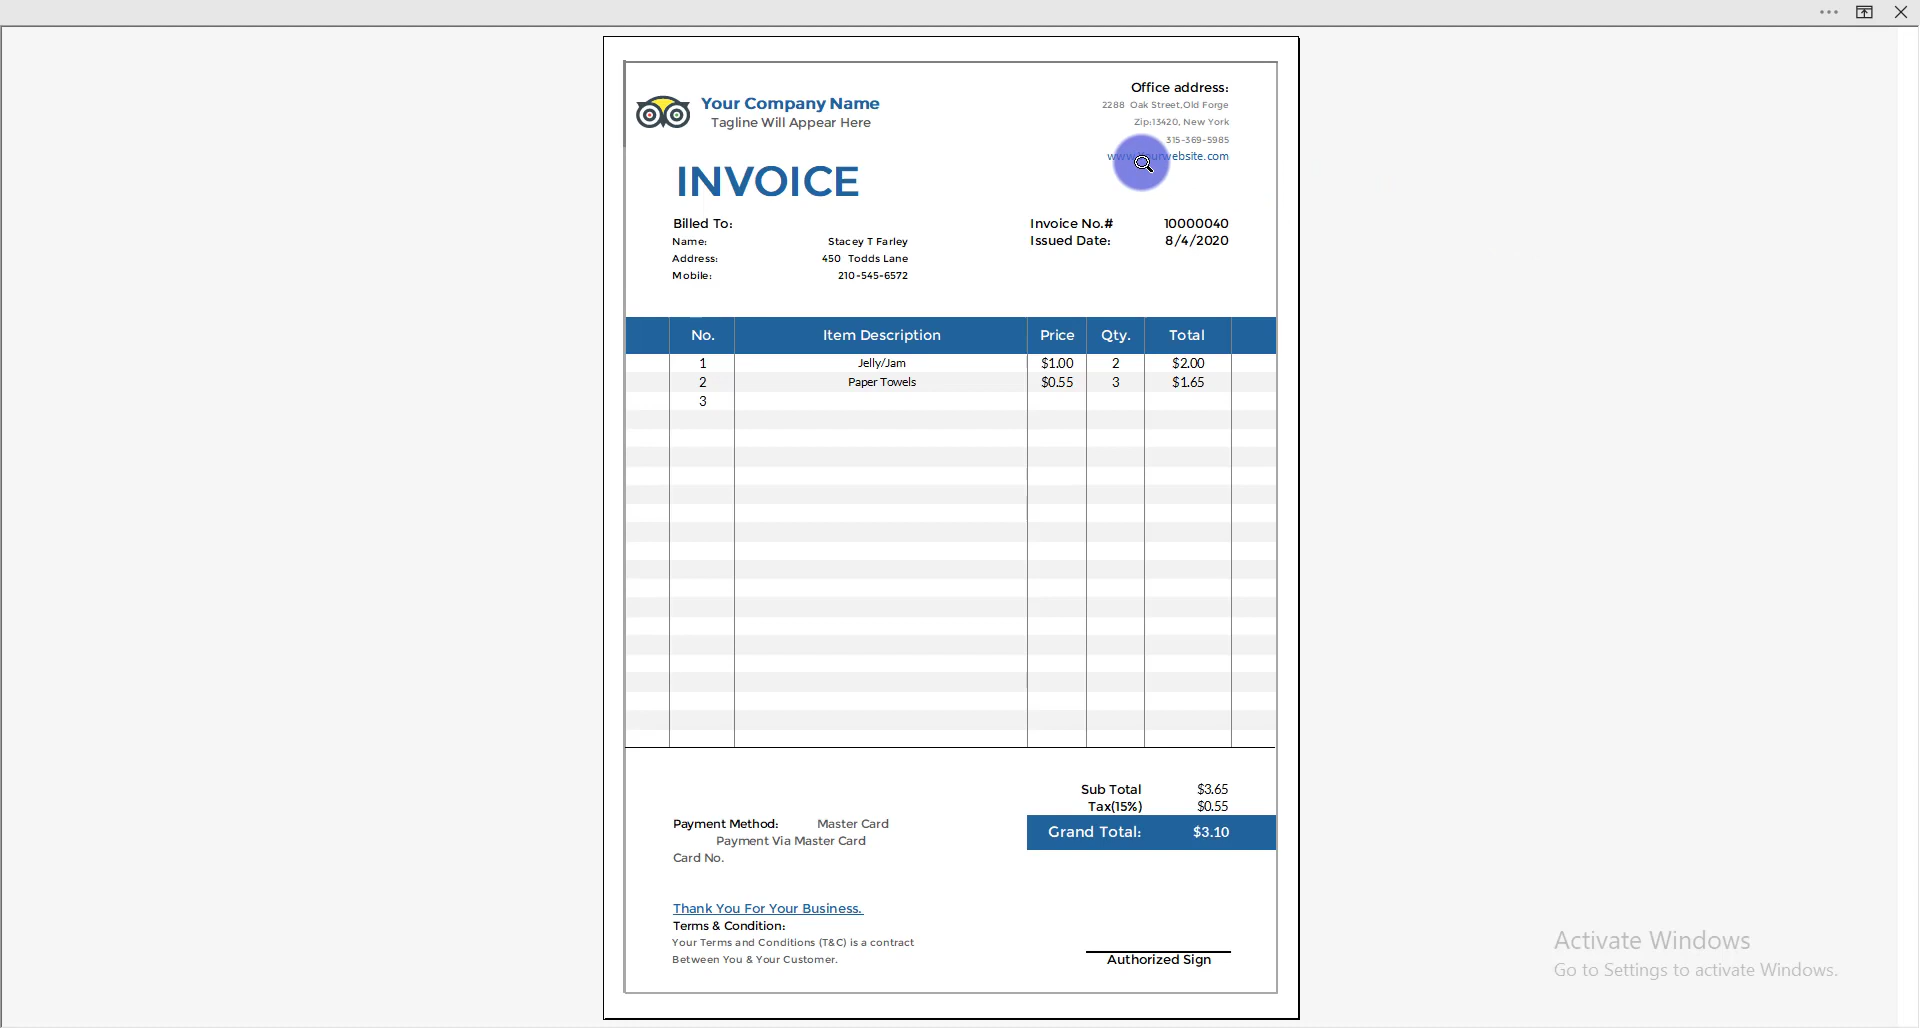 Your Company Name
Tagline Will Appear Here
Office address:
2288 Oak Street,Old Forge
Zip:13420, New York
315-369-5985
www.Yourwebsite.com
INVOICE
Billed To:
Name: Stacey T Farley
Address: 450 Todds Lane
Mobile: 210-545-6572
Invoice No.# 10000040
Issued Date: 8/4/2020
No. Item Description Price Qty. Total
1 Jelly/Jam $1.00 2 $2.00
2 Paper Towels $0.55 3 $1.65
3
Sub Total $3.65
Tax(15%) $0.55
Grand Total: $3.10
Payment Method: Master Card
Payment Via Master Card
Card No.
Thank You For Your Business.
Terms & Condition:
Your Terms and Conditions (T&C) is a contract
Between You & Your Customer.
Authorized Sign
Activate Windows
Go to Settings to activate Windows.